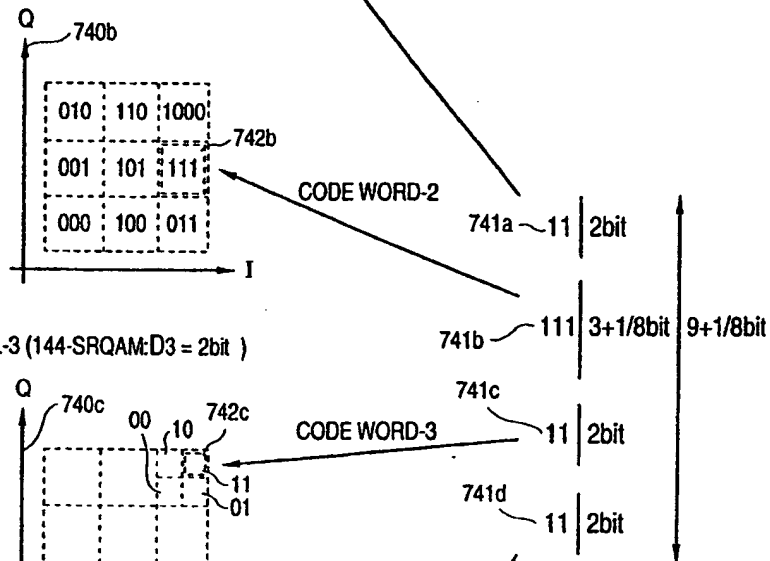 Q
740b
010 110 1000
742b
001 101 111
CODE WORD-2
000 100 011
I
741a 11 2bit
741b 111 3+1/8bit 9+1/8bit
-3 (144-SRQAM:D3 = 2bit )
Q
740c
00 10 742c
CODE WORD-3
11
01
741c
11 2bit
741d
11 2bit